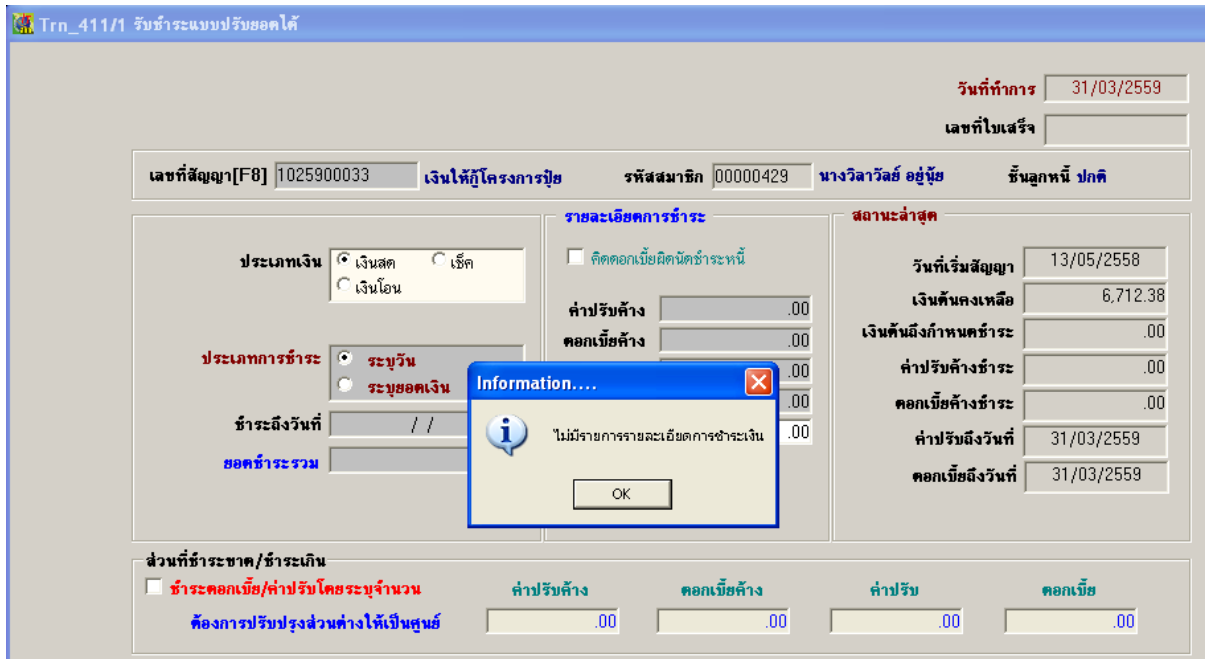 Trn_411/1 รับชำระแบบปรับยอดได้
วันที่ทำการ 31/03/2559
เลขที่ใบเสร็จ
เลขที่สัญญา[F8] 1025900033 เงินให้กู้โครงการปุ๋ย รหัสสมาชิก 00000429 นางวิลาวัลย์ อยู่นุ้ย ชั้นลูกหนี้ ปกติ
รายละเอียดการชำระ
สถานะล่าสุด
ประเภทเงิน เงินสด เช็ค
เงินโอน
คิดดอกเบี้ยผิดนัดชำระหนี้
วันที่เริ่มสัญญา 13/05/2558
เงินต้นคงเหลือ 6,712.38
ค่าปรับค้าง .00
เงินต้นถึงกำหนดชำระ .00
ดอกเบี้ยค้าง .00
ประเภทการชำระ ระบุวัน
ระบุยอดเงิน
.00
ค่าปรับค้างชำระ .00
.00
ดอกเบี้ยค้างชำระ .00
ชำระถึงวันที่ / /
.00
ค่าปรับถึงวันที่ 31/03/2559
ยอดชำระรวม
ดอกเบี้ยถึงวันที่ 31/03/2559
Information....
ไม่มีรายการรายละเอียดการชำระเงิน
OK
ส่วนที่ชำระขาด/ชำระเกิน
ชำระดอกเบี้ย/ค่าปรับโดยระบุจำนวน ค่าปรับค้าง ดอกเบี้ยค้าง ค่าปรับ ดอกเบี้ย
ต้องการปรับปรุงส่วนต่างให้เป็นศูนย์ .00 .00 .00 .00